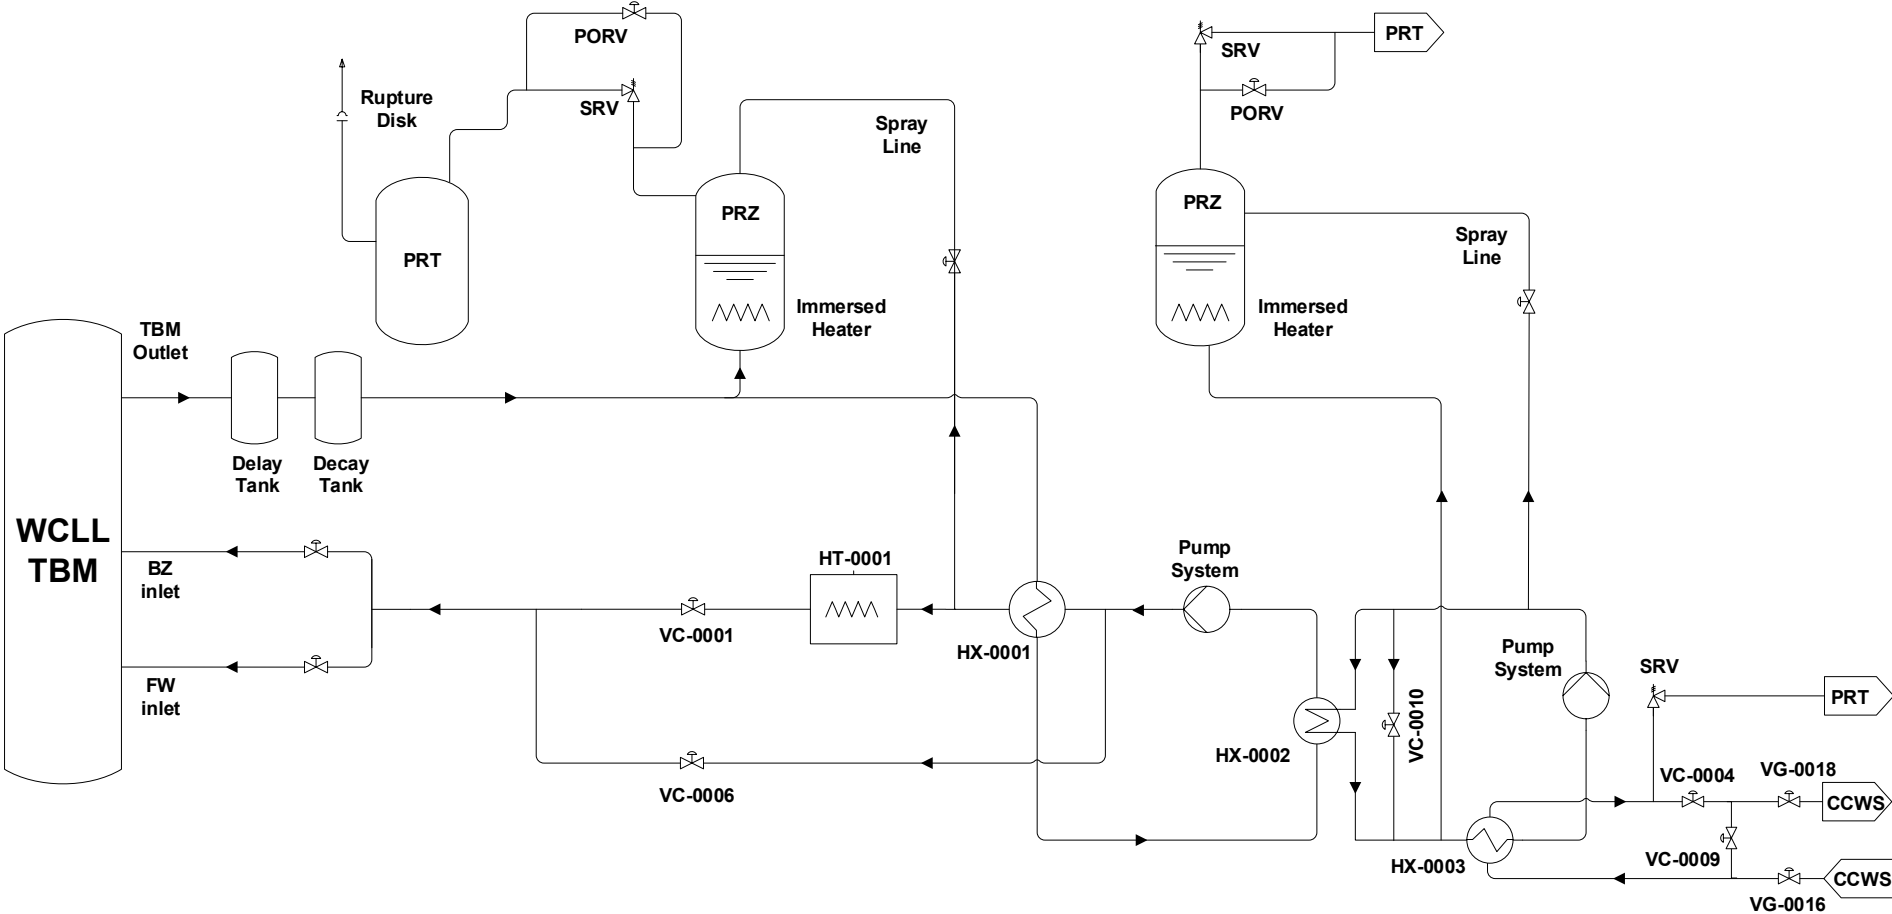 PORV
SRV
PRT
Rupture
Disk
SRV
PORV
Spray
Line
PRZ
PRZ
Spray
Line
PRT
Immersed
Heater
Immersed
Heater
TBM
Outlet
Delay
Tank
Decay
Tank
WCLL
TBM
BZ
inlet
HT-0001
Pump
System
VC-0001
HX-0001
Pump
System
SRV
FW
inlet
PRT
VC-0010
HX-0002
VC-0006
VC-0004
VG-0018
CCWS
HX-0003
VC-0009
CCWS
VG-0016